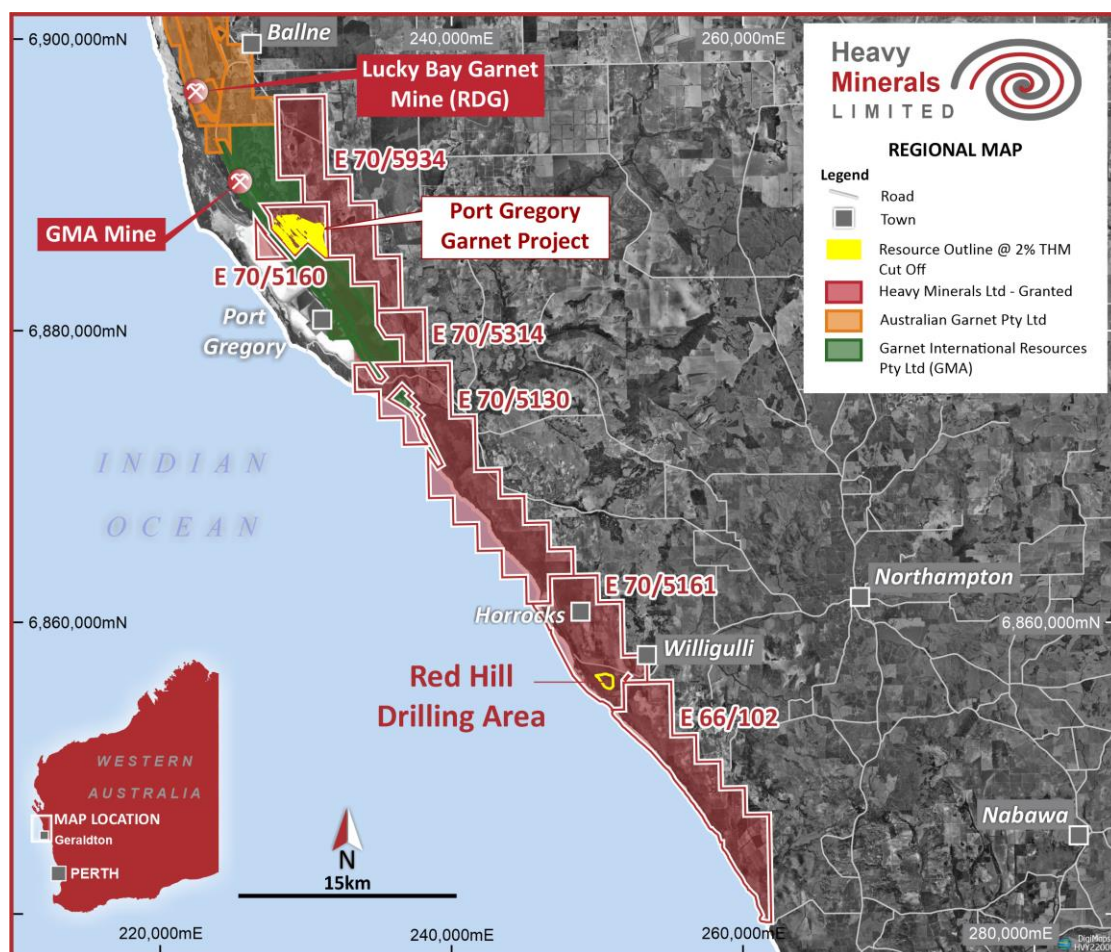 6,900,000mN
Ballne
240,000mE
260,000mE
Lucky Bay Garnet
Mine (RDG)
E 70/5934
GMA Mine
Port Gregory
Garnet Project
E 70/5160
Port
Gregory
6,880,000mN
E 70/5314
E 70/5130
INDIAN
OCEAN
E 70/5161
Horrocks
Northampton
6,860,000mN
Willigulli
Red Hill
Drilling Area
E 66/102
Nabawa
Heavy
Minerals
LIMITED
REGIONAL MAP
Legend
Road
Town
Resource Outline @ 2% THM
Cut Off
Heavy Minerals Ltd - Granted
Australian Garnet Pty Ltd
Garnet International Resources
Pty Ltd (GMA)
WESTERN
AUSTRALIA
MAP LOCATION
Geraldton
PERTH
N
15km
220,000mE
240,000mE
260,000mE
280,000mE
DigiMaps